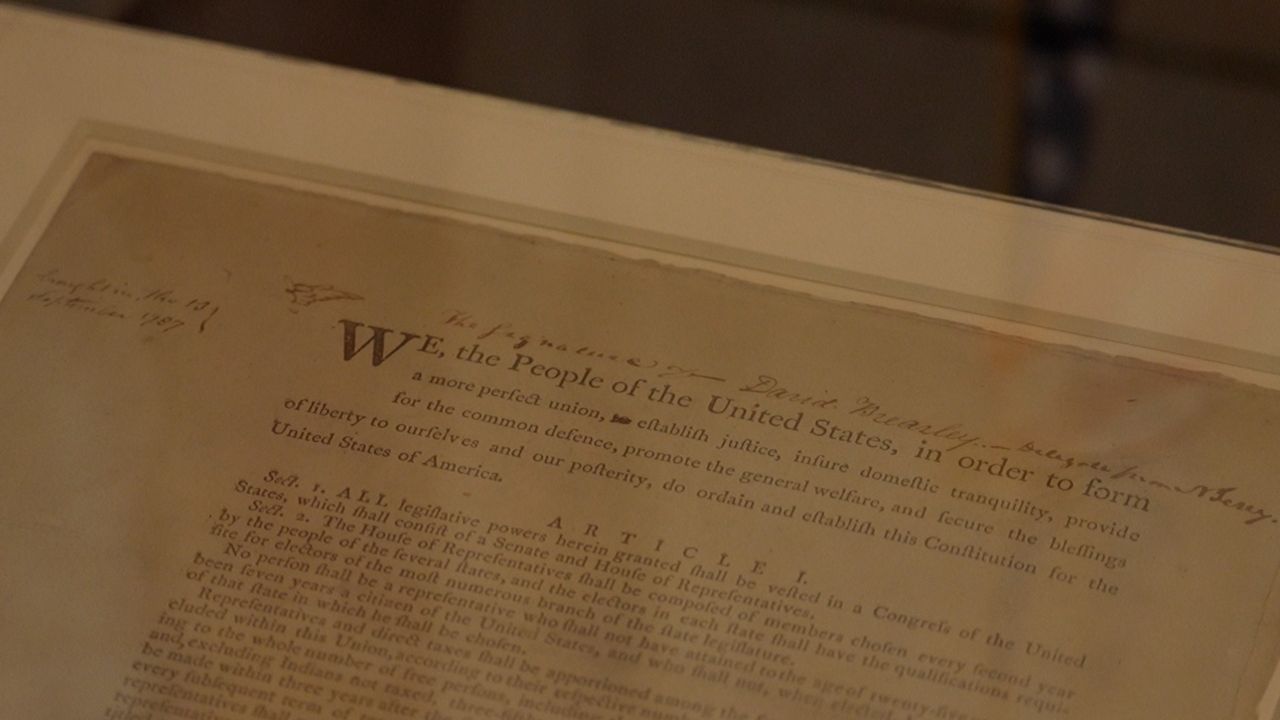 brought in the 13
September 1787
The Signature of David Brearley — Delegate from N Jersey.
WE, the People of the United States, in order to form
a more perfect union, to eſtabliſh juſtice, inſure domeſtic tranquility, provide
for the common defence, promote the general welfare, and ſecure the bleſſings
of liberty to ourſelves and our poſterity, do ordain and eſtabliſh this Conſtitution for the
United States of America.
ARTICLE I.
Sect. 1. ALL legiſlative powers herein granted ſhall be veſted in a Congreſs of the United
States, which ſhall conſiſt of a Senate and Houſe of Repreſentatives.
Sect. 2. The Houſe of Repreſentatives ſhall be compoſed of members choſen every ſecond year
by the people of the ſeveral ſtates, and the electors in each ſtate ſhall have the qualifications requi-
ſite for electors of the moſt numerous branch of the ſtate legiſlature.
No perſon ſhall be a repreſentative who ſhall not have attained to the age of twenty-five
been ſeven years a citizen of the United States, and who ſhall not, when elected,
of that ſtate in which he ſhall be choſen.
Repreſentatives and direct taxes ſhall be apportioned among the
cluded within this Union, according to their reſpective
ing to the whole number of free perſons, including
and, excluding Indians not taxed, three-fifths
be made within three years after the
every ſubſequent term of
repreſentatives ſhall